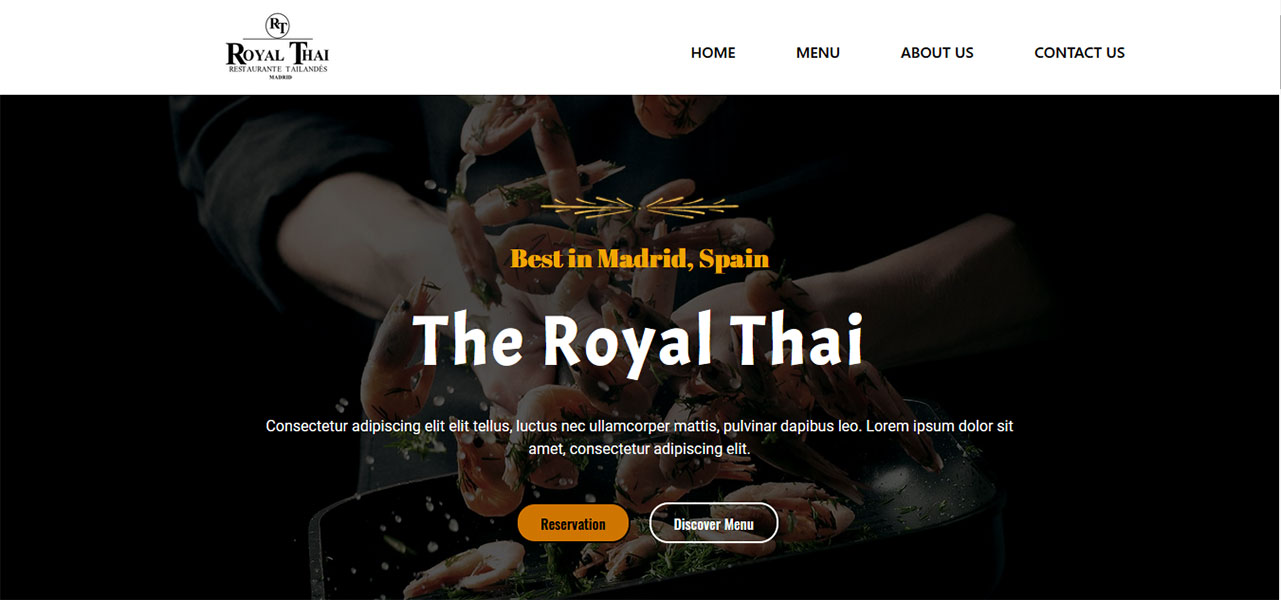 RT
ROYAL THAI
RESTAURANTE TAILANDÉS
MADRID
HOME MENU ABOUT US CONTACT US
Best in Madrid, Spain
The Royal Thai
Consectetur adipiscing elit elit tellus, luctus nec ullamcorper mattis, pulvinar dapibus leo. Lorem ipsum dolor sit
amet, consectetur adipiscing elit.
Reservation Discover Menu